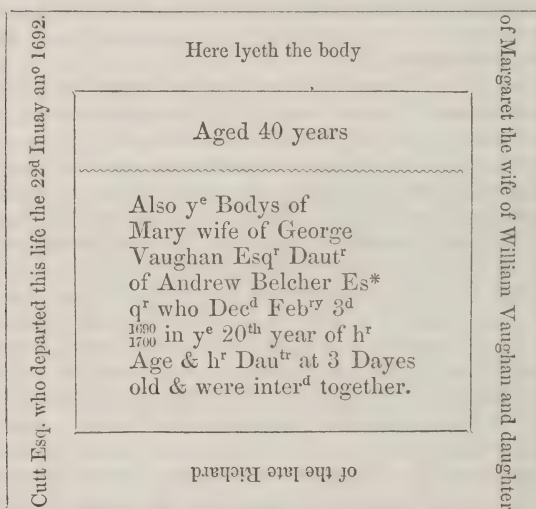 Here lyeth the body
of Margaret the wife of William Vaughan and daughter
of the late Richard
Cutt Esq. who departed this life the 22d Inuay ano 1692.
Aged 40 years
Also ye Bodys of
Mary wife of George
Vaughan Esqr Dautr
of Andrew Belcher Es*
qr who Decd Febry 3d
1690/1700 in ye 20th year of hr
Age & hr Dautr at 3 Dayes
old & were interd together.